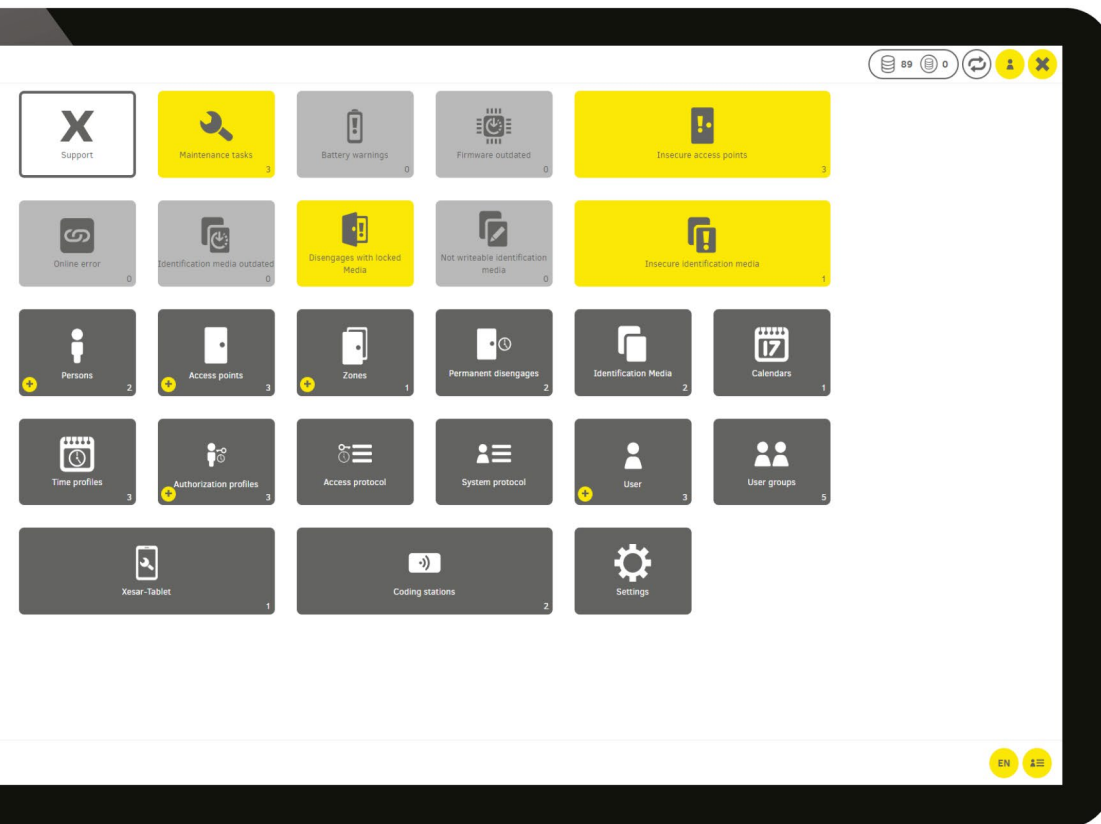 89 0
X
Support
Maintenance tasks
3
Battery warnings
0
Firmware outdated
0
Insecure access points
3
Online error
0
Identification media outdated
0
Disengages with locked
Media
Not writeable identification
media
0
Insecure identification media
1
Persons
2
Access points
3
Zones
1
Permanent disengages
2
Identification Media
2
17
Calendars
1
Time profiles
3
Authorization profiles
3
Access protocol
System protocol
User
3
User groups
5
Xesar-Tablet
1
Coding stations
2
Settings
EN